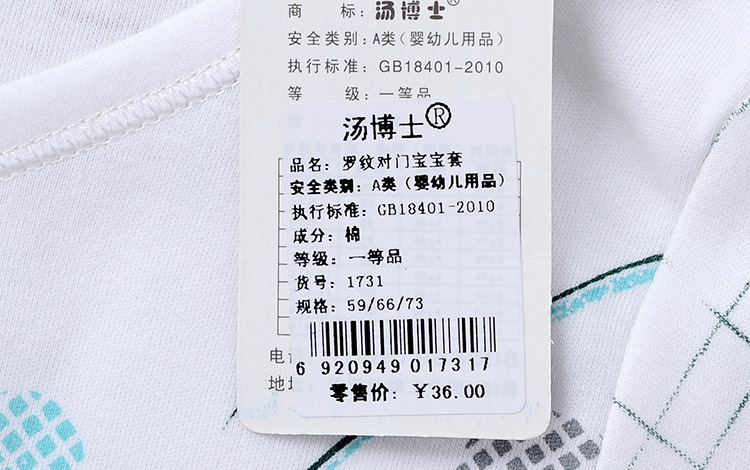 商 标：汤博士®
安全类别：A类（婴幼儿用品）
执行标准：GB18401-2010
等 级：一等品
汤博士®
品名：罗纹对门宝宝套
安全类别：A类（婴幼儿用品）
执行标准：GB18401-2010
成分：棉
等级：一等品
货号：1731
规格：59/66/73
6 920949 017317
电
地
零售价：￥36.00